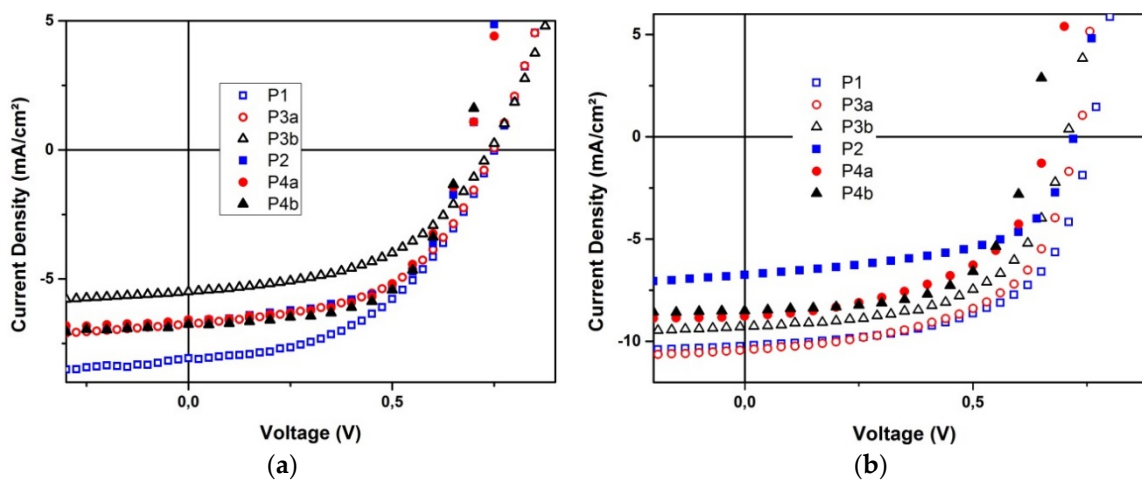 5
0
-5
0,0
0,5
Current Density (mA/cm²)
Voltage (V)
P1
P3a
P3b
P2
P4a
P4b
(a)
5
0
-5
-10
0,0
0,5
Current Density (mA/cm²)
Voltage (V)
P1
P3a
P3b
P2
P4a
P4b
(b)